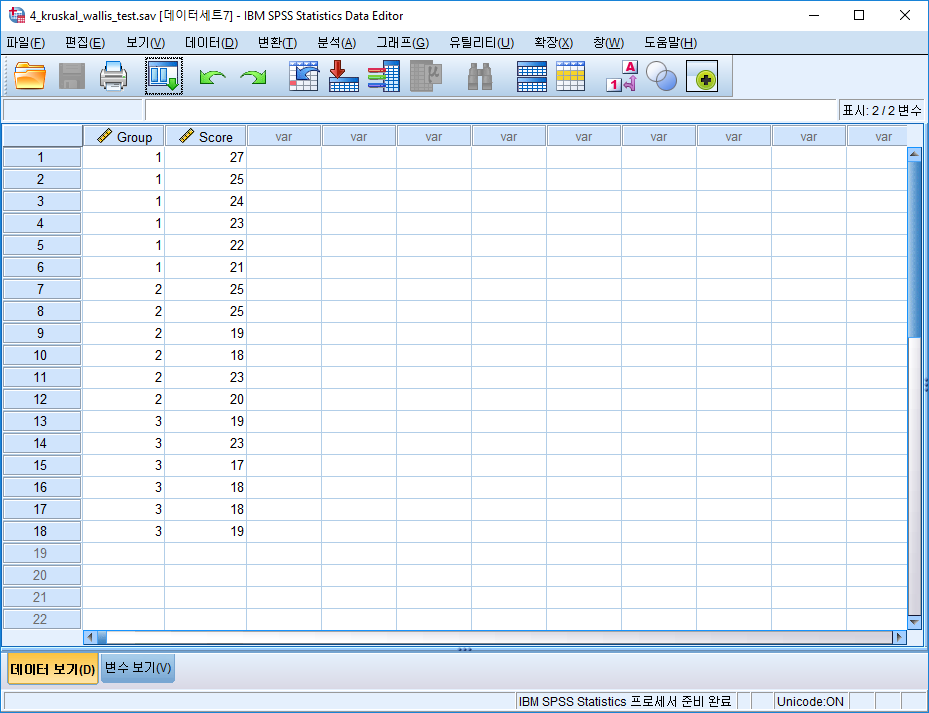 4_kruskal_wallis_test.sav [데이터세트7] - IBM SPSS Statistics Data Editor
파일(F) 편집(E) 보기(V) 데이터(D) 변환(T) 분석(A) 그래프(G) 유틸리티(U) 확장(X) 창(W) 도움말(H)
표시: 2 / 2 변수
Group Score var var var var var var var var var
1 1 27
2 1 25
3 1 24
4 1 23
5 1 22
6 1 21
7 2 25
8 2 25
9 2 19
10 2 18
11 2 23
12 2 20
13 3 19
14 3 23
15 3 17
16 3 18
17 3 18
18 3 19
19
20
21
22
데이터 보기(D) 변수 보기(V)
IBM SPSS Statistics 프로세서 준비 완료 Unicode:ON